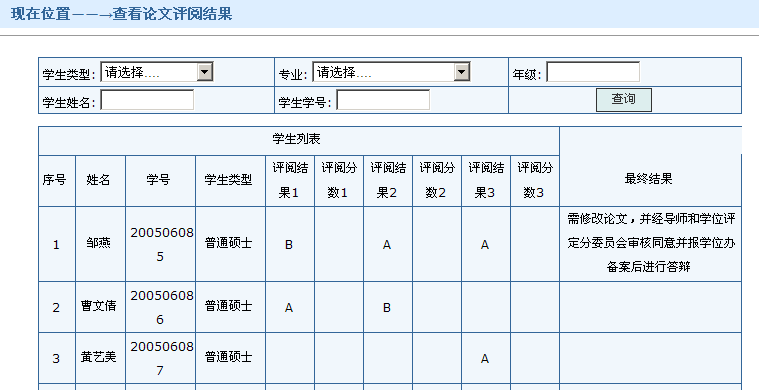 现在位置－－→查看论文评阅结果
学生类型: 请选择.... 专业: 请选择.... 年级:
学生姓名: 学生学号: 查询
学生列表
序号 姓名 学号 学生类型 评阅结果1 评阅分数1 评阅结果2 评阅分数2 评阅结果3 评阅分数3 最终结果
1 邹燕 200506085 普通硕士 B A A 需修改论文，并经导师和学位评
定分委员会审核同意并报学位办
备案后进行答辩
2 曹文倩 200506086 普通硕士 A B
3 黄艺美 200506087 普通硕士 A